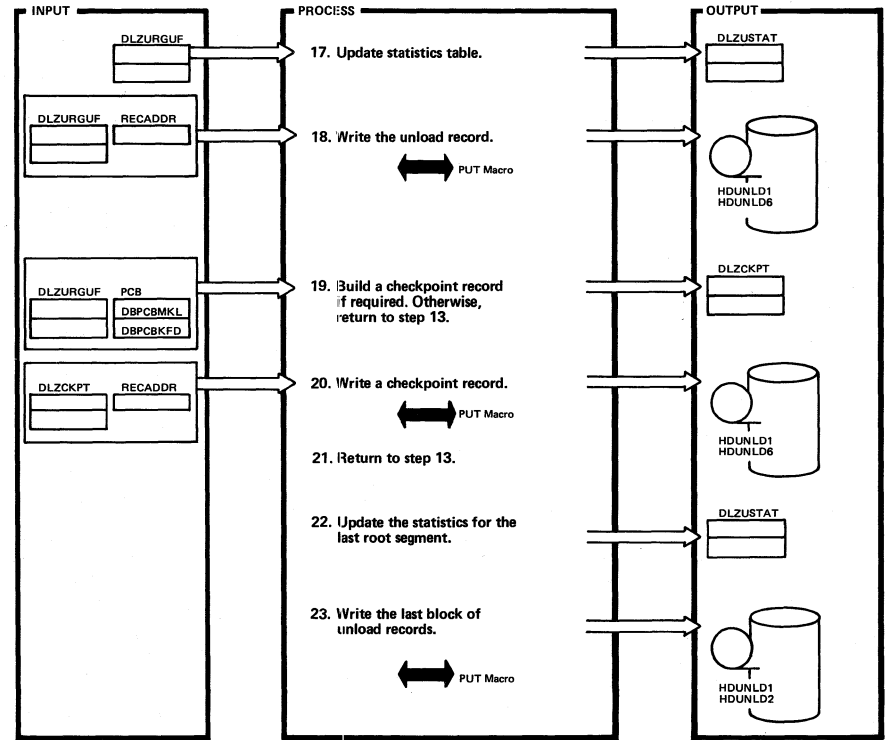 INPUT
PROCESS
OUTPUT
DLZURGUF
17. Update statistics table.
DLZUSTAT
DLZURGUF RECADDR
18. Write the unload record.
PUT Macro
HDUNLD1
HDUNLD6
DLZURGUF PCB
DBPCBMKL
DBPCBKFD
19. Build a checkpoint record
if required. Otherwise,
return to step 13.
DLZCKPT
DLZCKPT RECADDR
20. Write a checkpoint record.
PUT Macro
HDUNLD1
HDUNLD6
21. Return to step 13.
22. Update the statistics for the
last root segment.
DLZUSTAT
23. Write the last block of
unload records.
PUT Macro
HDUNLD1
HDUNLD2